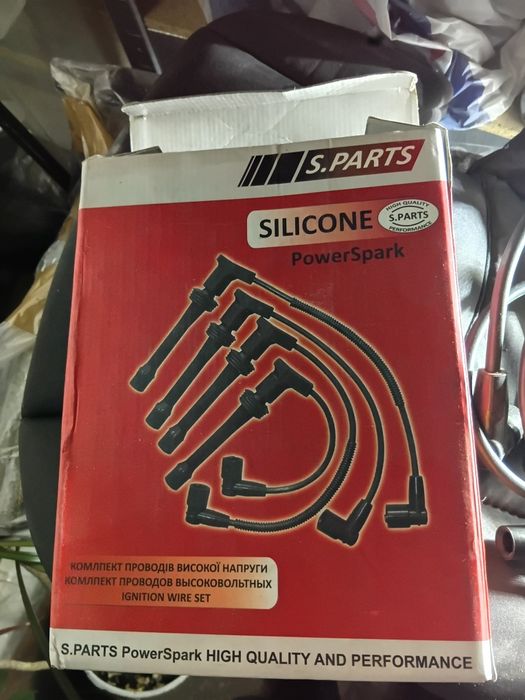 S.PARTS
SILICONE
HIGH QUALITY
S.PARTS
PERFORMANCE
PowerSpark
КОМПЛЕКТ ПРОВОДІВ ВИСОКОЇ НАПРУГИ
КОМПЛЕКТ ПРОВОДОВ ВЫСОКОВОЛЬТНЫХ
IGNITION WIRE SET
S.PARTS PowerSpark HIGH QUALITY AND PERFORMANCE